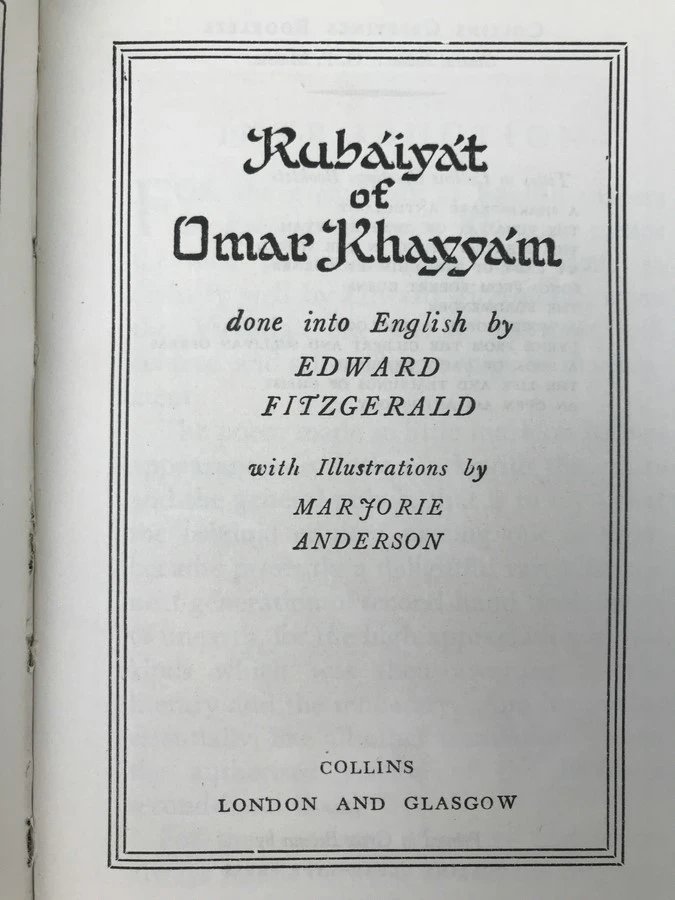 Rubáiyát
of
Omar Khayyám
done into English by
EDWARD
FITZGERALD
with Illustrations by
MARJORIE
ANDERSON
COLLINS
LONDON AND GLASGOW